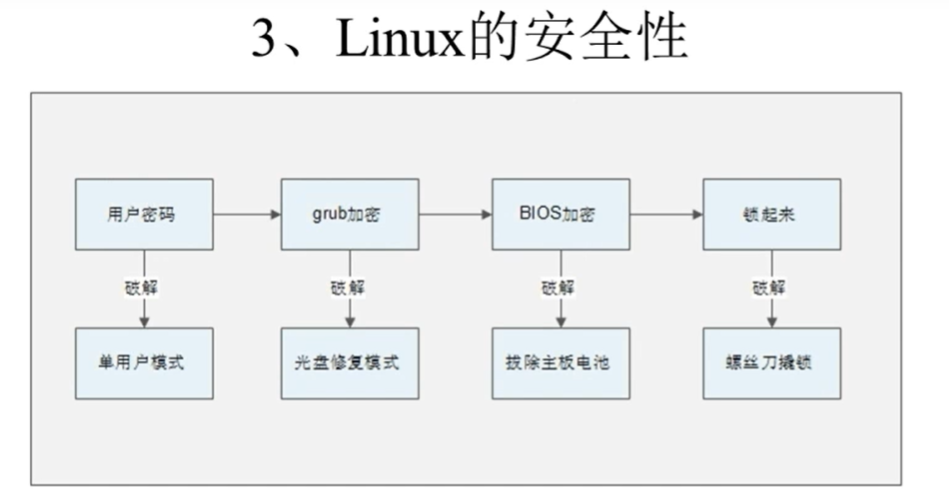 3、Linux的安全性
用户密码
grub加密
BIOS加密
锁起来
破解
破解
破解
破解
单用户模式
光盘修复模式
拔除主板电池
螺丝刀撬锁